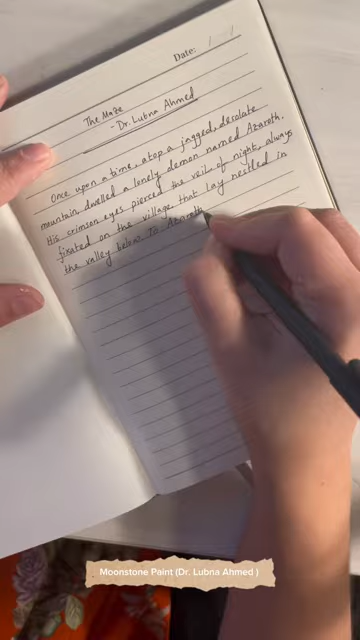 Date:
The Maze
- Dr. Lubna Ahmed
Once upon a time, atop a jagged, desolate
mountain dwelled a lonely demon named Azaroth.
His crimson eyes pierced the veil of night, always
fixated on the village that lay nestled in
the valley below. To Azaroth
Moonstone Paint (Dr. Lubna Ahmed )